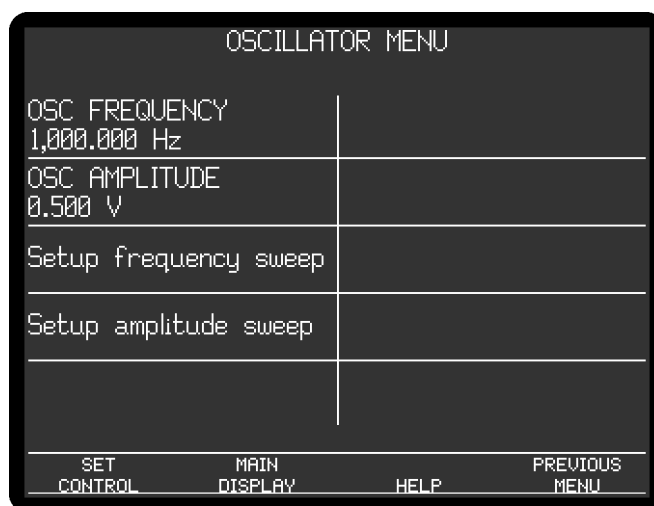 OSCILLATOR MENU
OSC FREQUENCY
1,000.000 Hz
OSC AMPLITUDE
0.500 V
Setup frequency sweep
Setup amplitude sweep
SET MAIN PREVIOUS
CONTROL DISPLAY HELP MENU